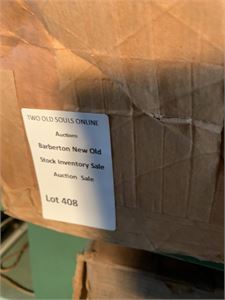 TWO OLD SOULS ONLINE
Auctions
Barberton New Old
Stock Inventory Sale
Auction Sale
Lot 408